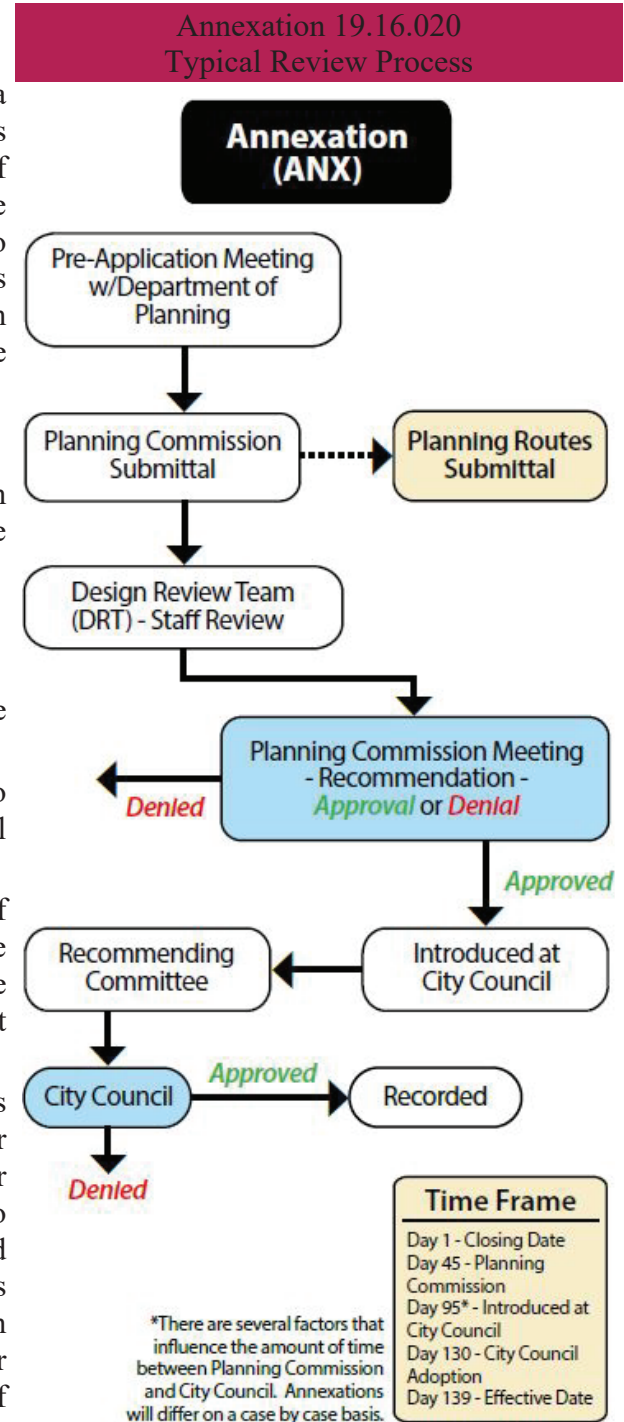 Annexation 19.16.020
Typical Review Process
Annexation
(ANX)
Pre-Application Meeting
w/Department of
Planning
Planning Commission
Submittal
Planning Routes
Submittal
Design Review Team
(DRT) - Staff Review
Planning Commission Meeting
- Recommendation -
Approval or Denial
Denied
Approved
Recommending
Committee
Introduced at
City Council
City Council
Approved
Recorded
Denied
Time Frame
Day 1 - Closing Date
Day 45 - Planning
Commission
Day 95* - Introduced at
City Council
Day 130 - City Council
Adoption
Day 139 - Effective Date
*There are several factors that
influence the amount of time
between Planning Commission
and City Council. Annexations
will differ on a case by case basis.